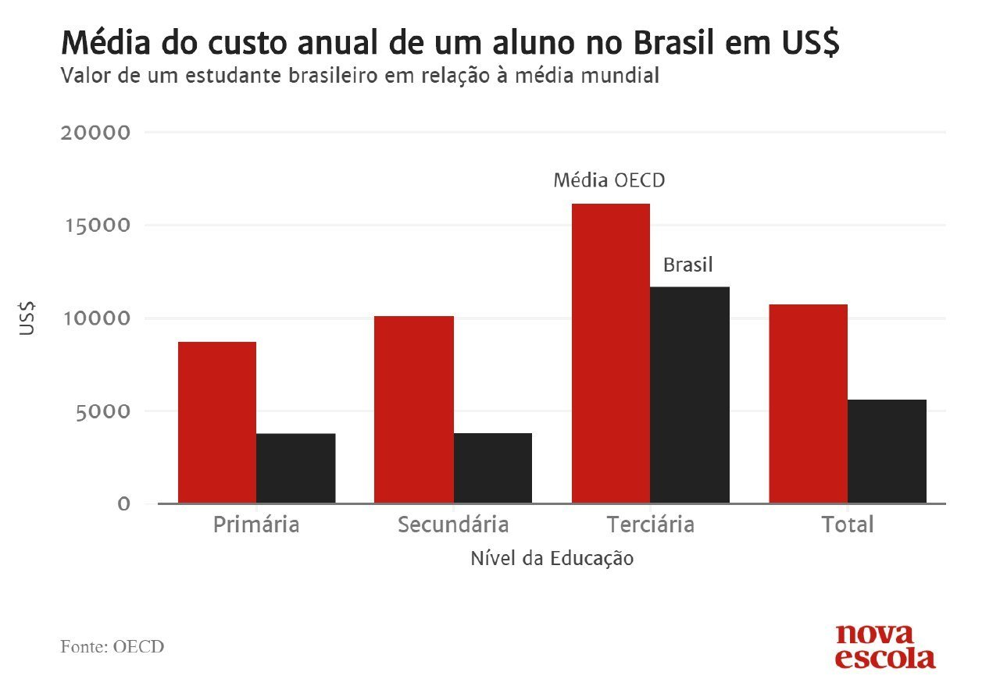 Média do custo anual de um aluno no Brasil em US$
Valor de um estudante brasileiro em relação à média mundial
20000
15000
10000
5000
0
US$
Média OECD
Brasil
Primária
Secundária
Terciária
Total
Nível da Educação
Fonte: OECD
nova
escola